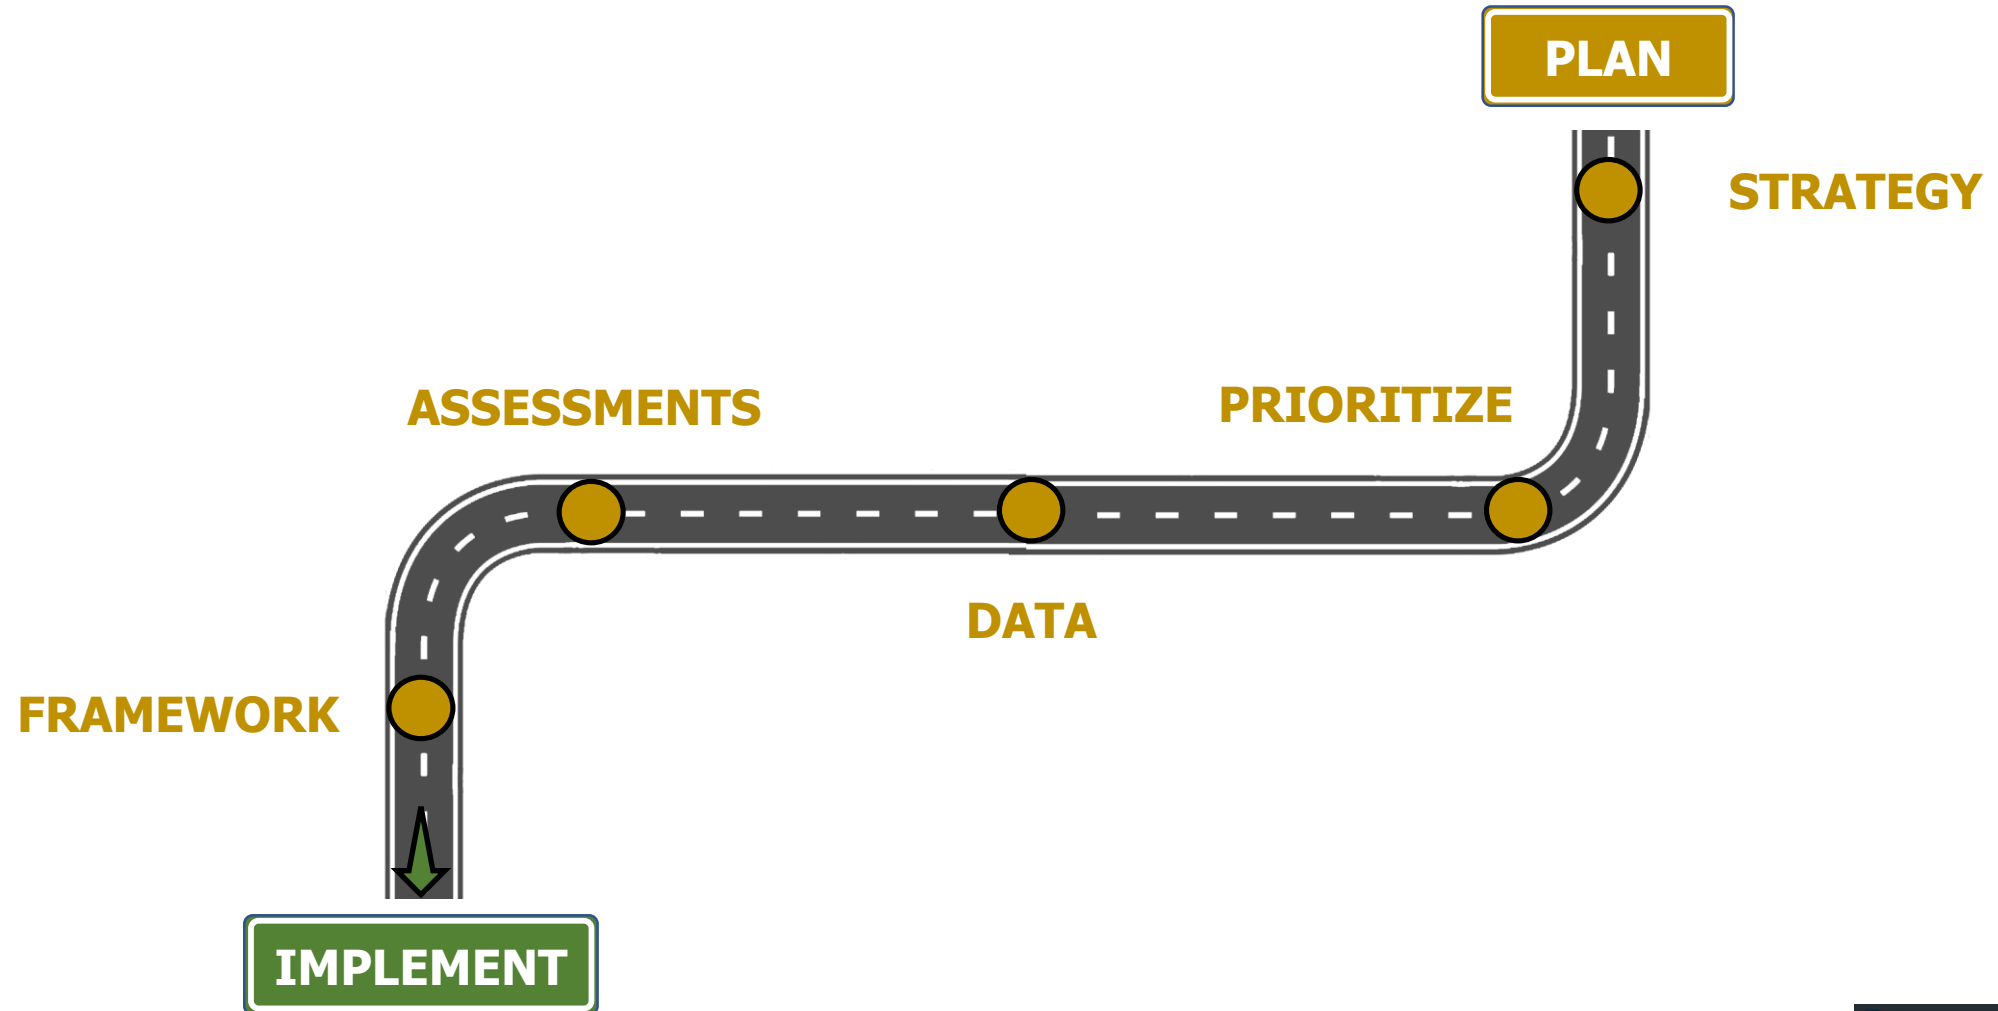 PLAN
STRATEGY
PRIORITIZE
ASSESSMENTS
DATA
FRAMEWORK
IMPLEMENT